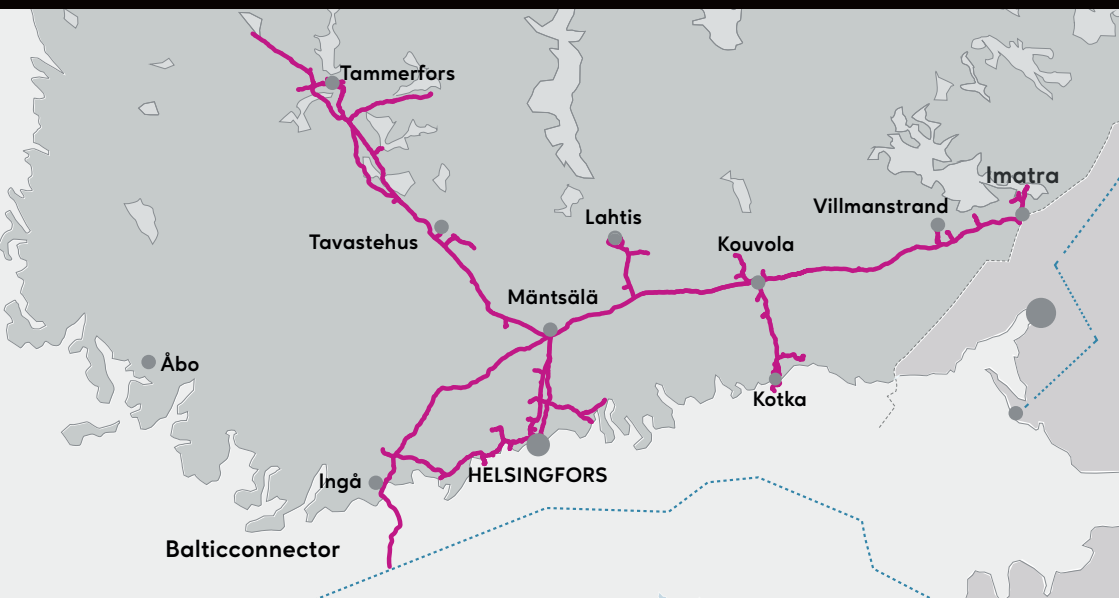 Tammerfors
Imatra
Villmanstrand
Lahtis
Tavastehus
Kouvola
Mäntsälä
Åbo
Kotka
HELSINGFORS
Ingå
Balticconnector